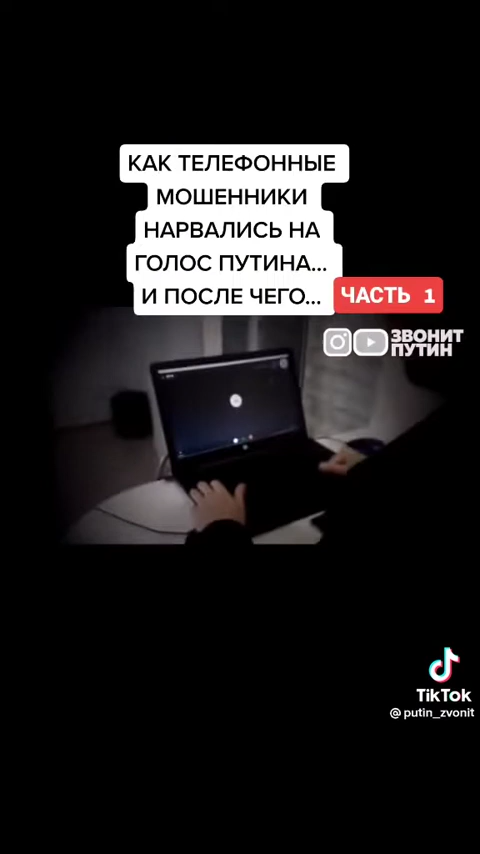 КАК ТЕЛЕФОННЫЕ
МОШЕННИКИ
НАРВАЛИСЬ НА
ГОЛОС ПУТИНА...
И ПОСЛЕ ЧЕГО...
ЧАСТЬ 1
ЗВОНИТ
ПУТИН
TikTok
@putin_zvonit